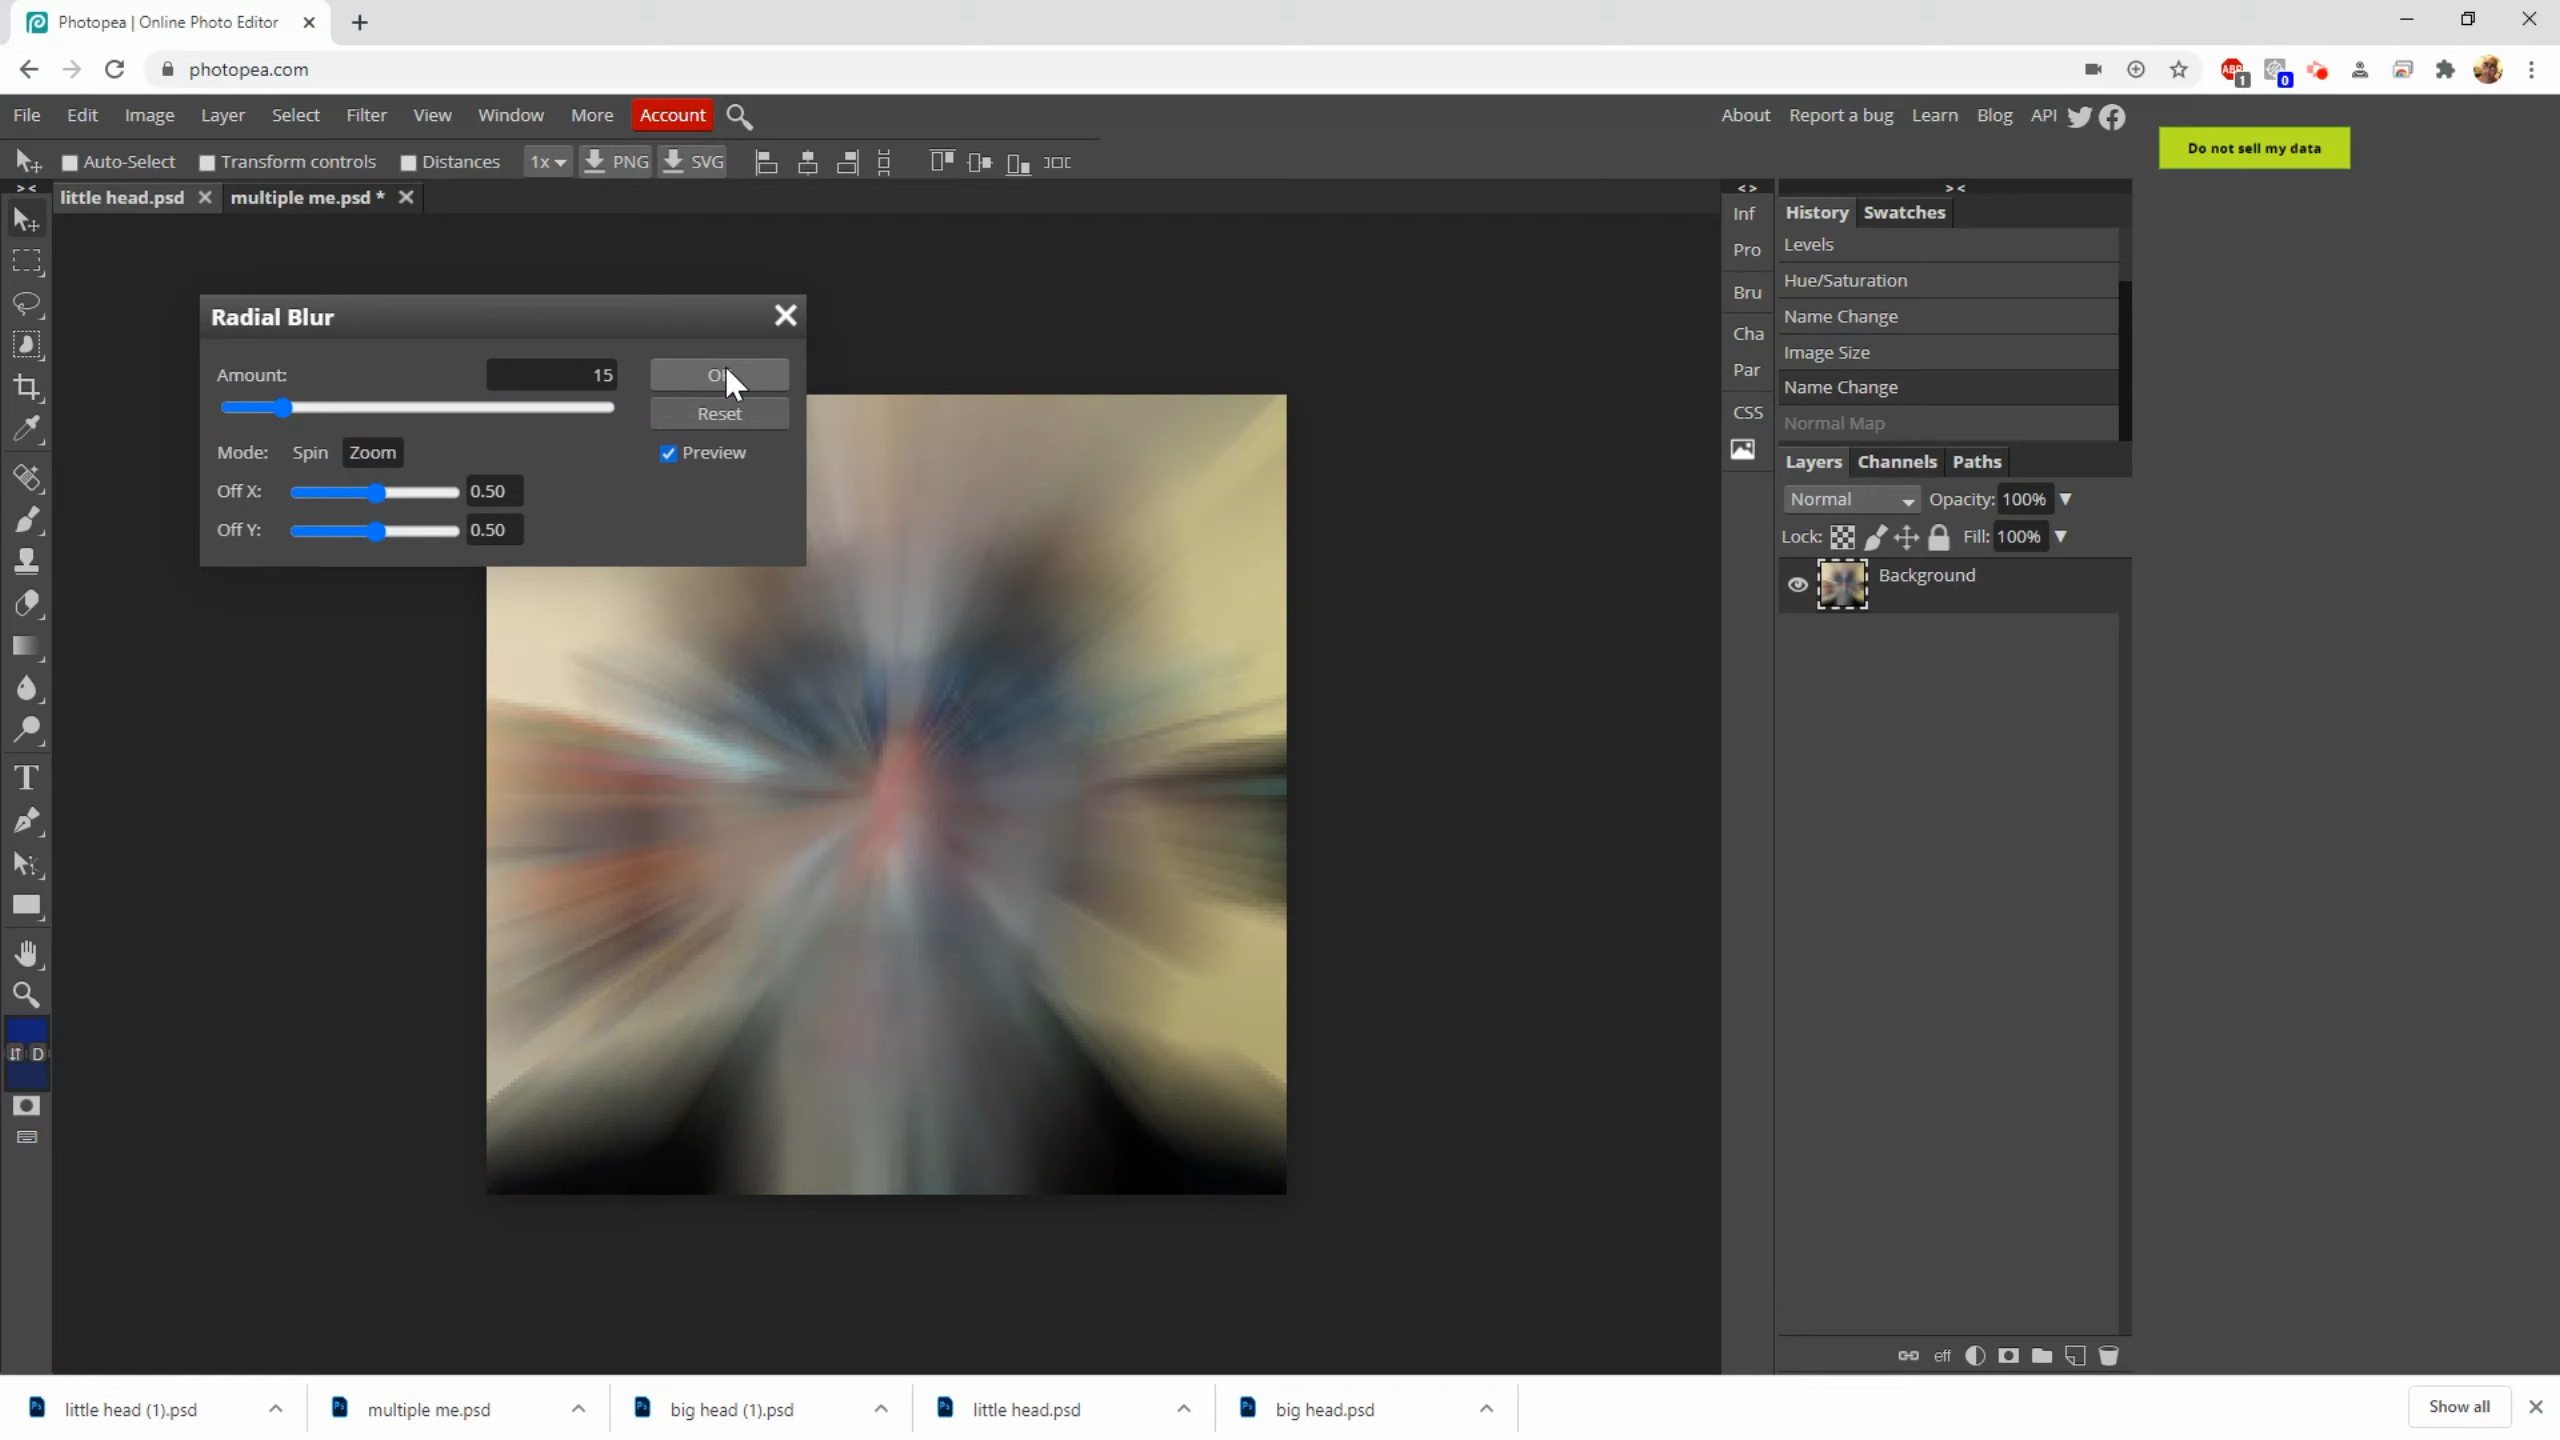 Photopea | Online Photo Editor
photopea.com
1
0
File Edit Image Layer Select Filter View Window More Account
About Report a bug Learn Blog API
Do not sell my data
Auto-Select Transform controls Distances 1x PNG SVG
little head.psd multiple me.psd *
Radial Blur
Amount: 15
OK
Reset
Mode: Spin Zoom
Preview
Off X: 0.50
Off Y: 0.50
Inf
Pro
Bru
Cha
Par
CSS
History Swatches
Levels
Hue/Saturation
Name Change
Image Size
Name Change
Normal Map
Layers Channels Paths
Normal Opacity: 100%
Lock: Fill: 100%
Background
T
D
eff
little head (1).psd
multiple me.psd
big head (1).psd
little head.psd
big head.psd
Show all